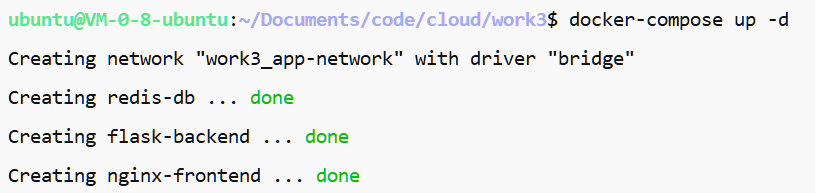 ubuntu@VM-0-8-ubuntu:~/Documents/code/cloud/work3$ docker-compose up -d
Creating network "work3_app-network" with driver "bridge"
Creating redis-db ... done
Creating flask-backend ... done
Creating nginx-frontend ... done